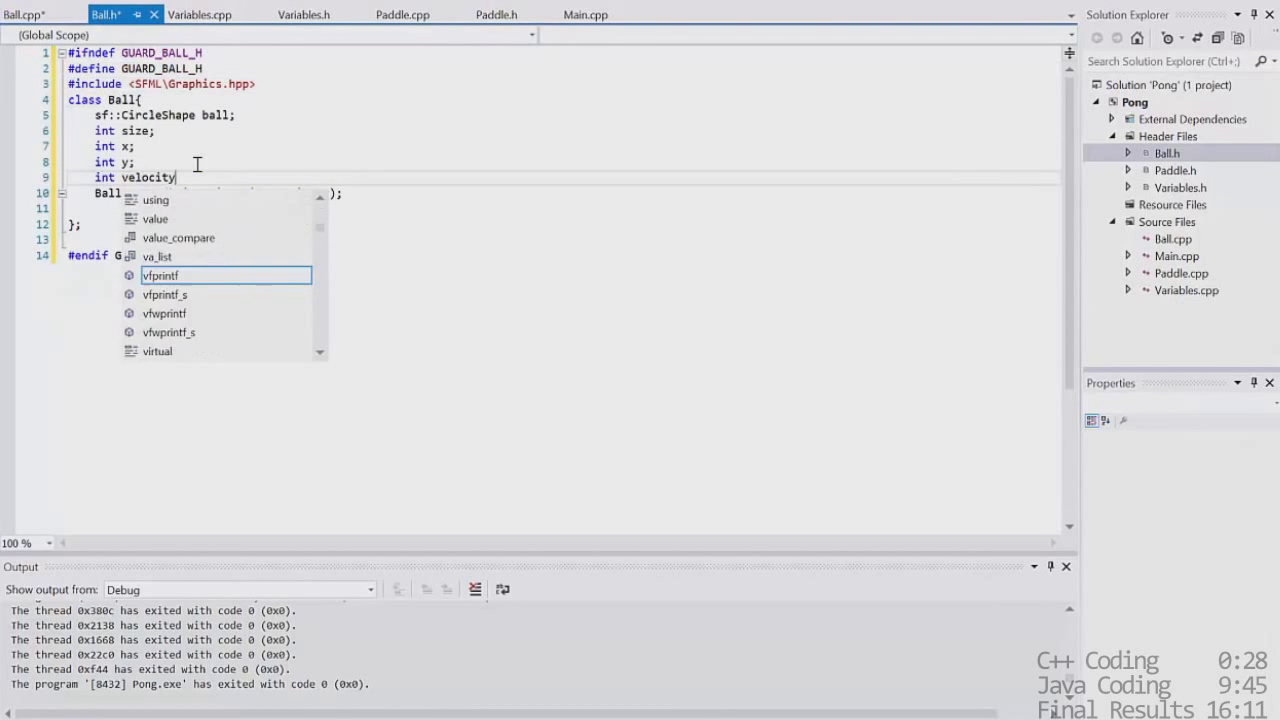 Ball.cpp*
Ball.h*
Variables.cpp
Variables.h
Paddle.cpp
Paddle.h
Main.cpp
(Global Scope)
1 #ifndef GUARD_BALL_H
2 #define GUARD_BALL_H
3 #include <SFML\Graphics.hpp>
4 class Ball{
5 sf::CircleShape ball;
6 int size;
7 int x;
8 int y;
9 int velocity
10 Ball );
11
12 };
13
14 #endif G
using
value
value_compare
va_list
vfprintf
vfprintf_s
vfwprintf
vfwprintf_s
virtual
100 %
Output
Show output from: Debug
The thread 0x380c has exited with code 0 (0x0).
The thread 0x2138 has exited with code 0 (0x0).
The thread 0x1668 has exited with code 0 (0x0).
The thread 0x22c0 has exited with code 0 (0x0).
The thread 0xf44 has exited with code 0 (0x0).
The program '[8432] Pong.exe' has exited with code 0 (0x0).
Solution Explorer
Search Solution Explorer (Ctrl+;)
Solution 'Pong' (1 project)
Pong
External Dependencies
Header Files
Ball.h
Paddle.h
Variables.h
Resource Files
Source Files
Ball.cpp
Main.cpp
Paddle.cpp
Variables.cpp
Properties
C++ Coding 0:28
Java Coding 9:45
Final Results 16:11